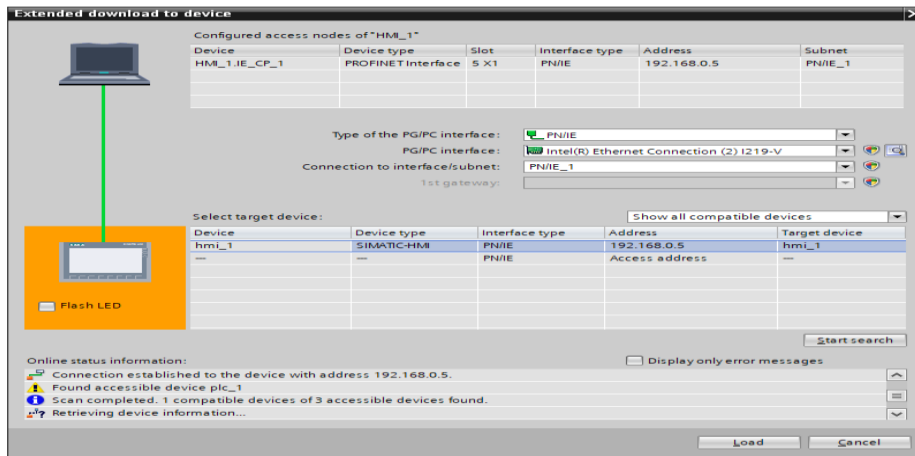 Extended download to device
Configured access nodes of "HMI_1"
Device Device type Slot Interface type Address Subnet
HMI_1.IE_CP_1 PROFINET Interface 5 X1 PN/IE 192.168.0.5 PN/IE_1
Type of the PG/PC interface: PN/IE
PG/PC interface: Intel(R) Ethernet Connection (2) I219-V
Connection to interface/subnet: PN/IE_1
1st gateway:
Select target device: Show all compatible devices
Device Device type Interface type Address Target device
hmi_1 SIMATIC-HMI PN/IE 192.168.0.5 hmi_1
— — PN/IE Access address —
Flash LED
Start search
Online status information: Display only error messages
Connection established to the device with address 192.168.0.5.
Found accessible device plc_1
Scan completed. 1 compatible devices of 3 accessible devices found.
Retrieving device information...
Load Cancel